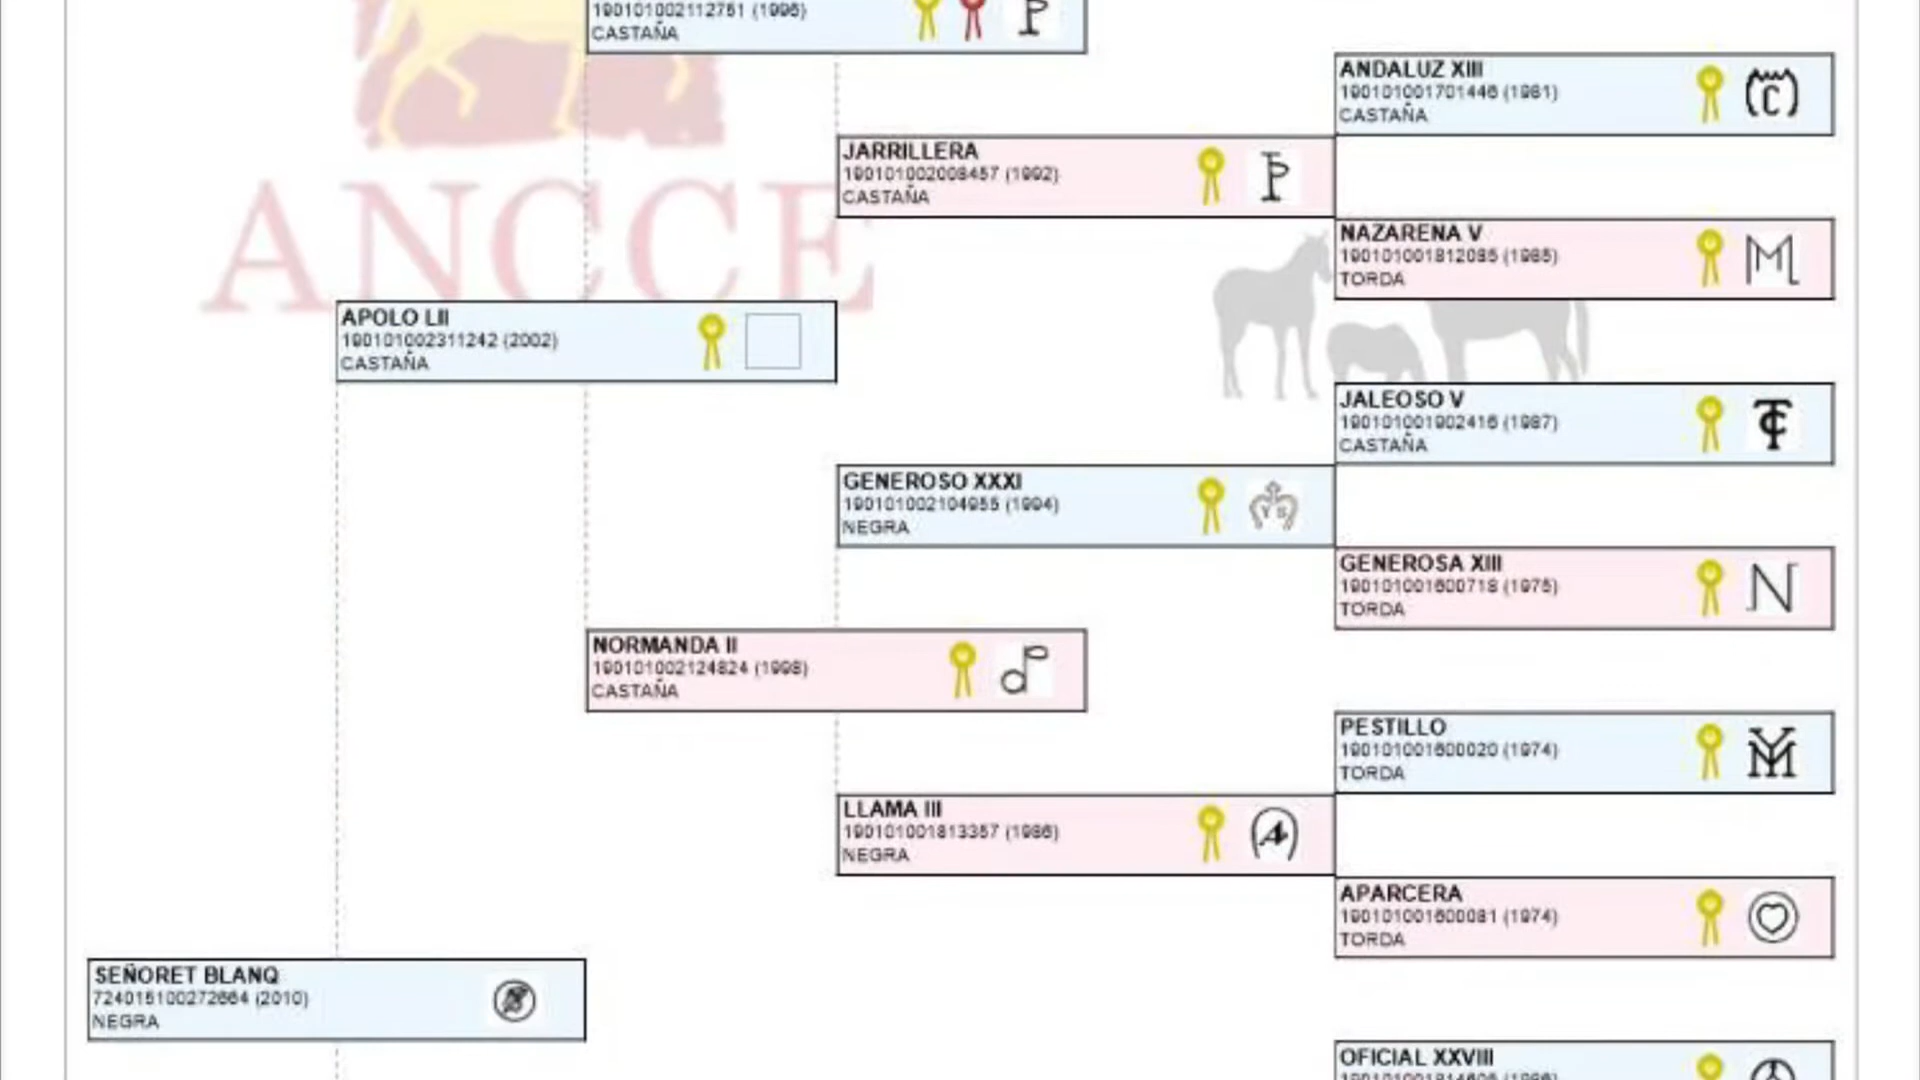 190101002112751 (1996)
CASTAÑA
ANDALUZ XIII
190101001701446 (1981)
CASTAÑA
JARRILLERA
190101002008457 (1992)
CASTAÑA
NAZARENA V
190101001812085 (1985)
TORDA
ANCCE
APOLO LII
190101002311242 (2002)
CASTAÑA
JALEOSO V
190101001902416 (1987)
CASTAÑA
GENEROSO XXXI
190101002104955 (1994)
NEGRA
GENEROSA XIII
190101001600718 (1975)
TORDA
NORMANDA II
190101002124824 (1998)
CASTAÑA
PESTILLO
190101001600020 (1974)
TORDA
LLAMA III
190101001813357 (1986)
NEGRA
APARCERA
190101001600081 (1974)
TORDA
SEÑORET BLANQ
724015100272664 (2010)
NEGRA
OFICIAL XXVIII